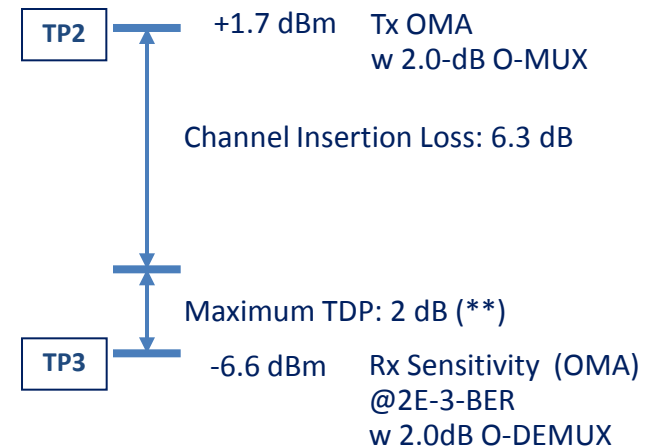 TP2
+1.7 dBm Tx OMA
w 2.0-dB O-MUX
Channel Insertion Loss: 6.3 dB
Maximum TDP: 2 dB (**)
TP3
-6.6 dBm Rx Sensitivity (OMA)
@2E-3-BER
w 2.0dB O-DEMUX